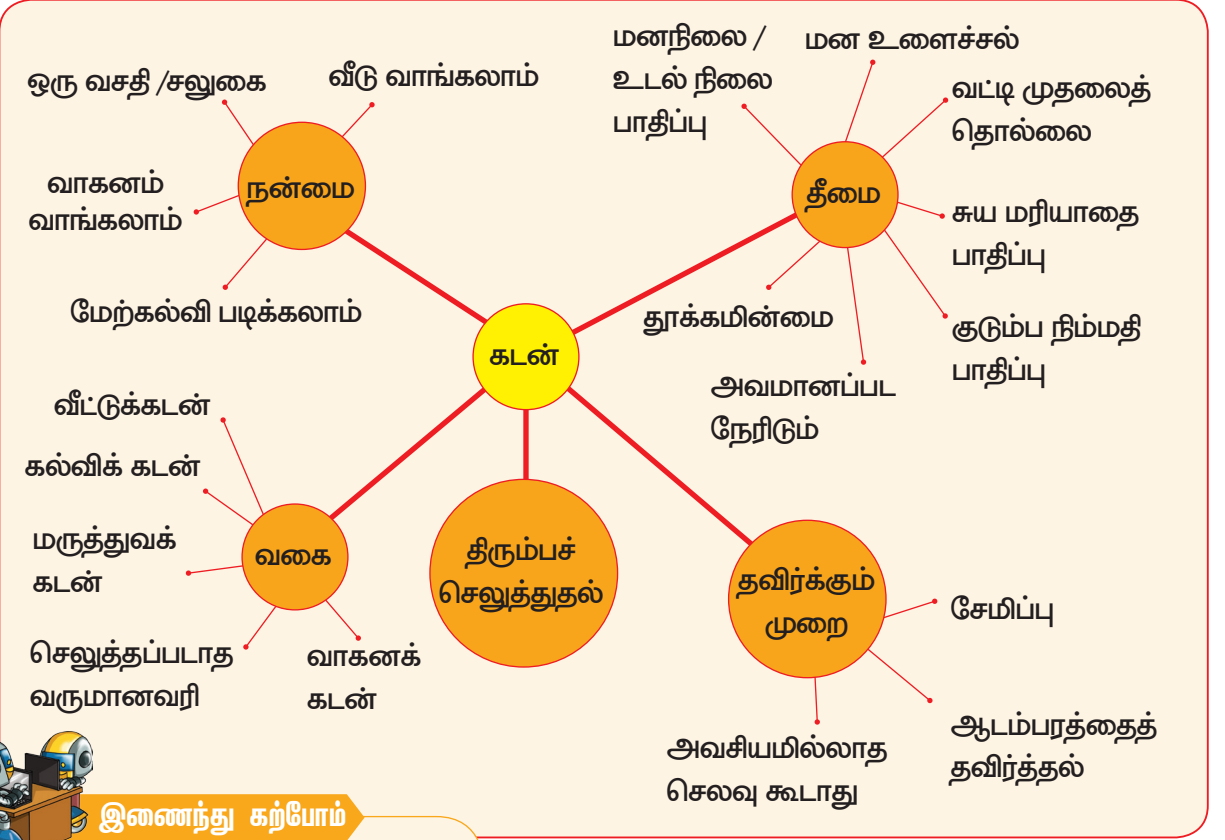 ஒரு வசதி /சலுகை
வீடு வாங்கலாம்
வாகனம்
வாங்கலாம்
நன்மை
மேற்கல்வி படிக்கலாம்
மனநிலை /
உடல் நிலை
பாதிப்பு
மன உளைச்சல்
வட்டி முதலைத்
தொல்லை
தீமை
சுய மரியாதை
பாதிப்பு
குடும்ப நிம்மதி
பாதிப்பு
தூக்கமின்மை
அவமானப்பட
நேரிடும்
கடன்
வீட்டுக்கடன்
கல்விக் கடன்
மருத்துவக்
கடன்
வகை
செலுத்தப்படாத
வருமானவரி
வாகனக்
கடன்
திரும்பச்
செலுத்துதல்
தவிர்க்கும்
முறை
சேமிப்பு
ஆடம்பரத்தைத்
தவிர்த்தல்
அவசியமில்லாத
செலவு கூடாது
இணைந்து கற்போம்